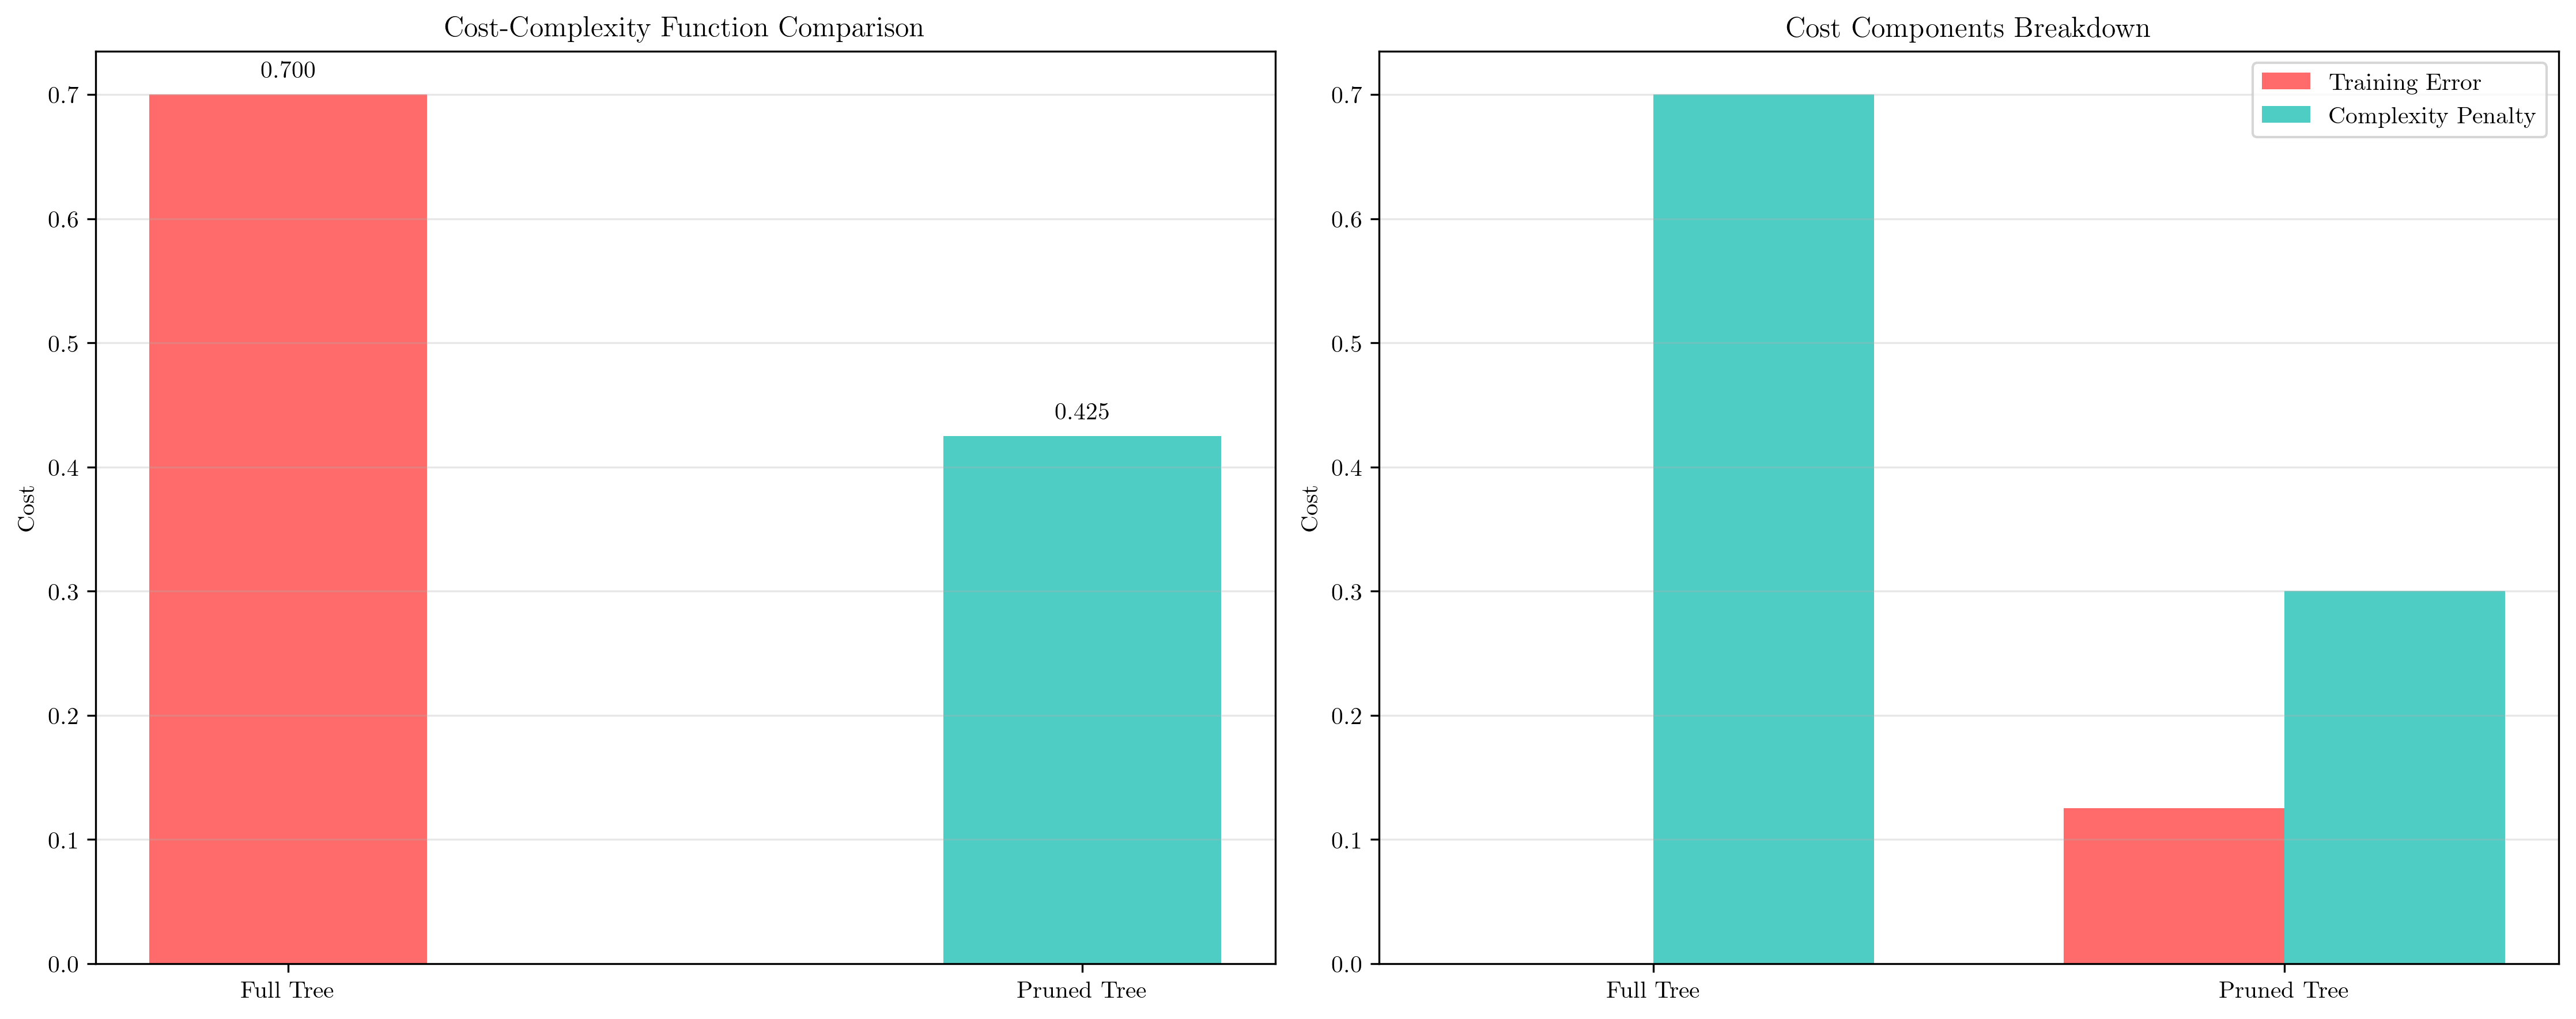 Cost-Complexity Function Comparison
0.700
0.425
0.7
0.6
0.5
0.4
0.3
0.2
0.1
0.0
Cost
Full Tree
Pruned Tree
Cost Components Breakdown
Training Error
Complexity Penalty
0.7
0.6
0.5
0.4
0.3
0.2
0.1
0.0
Cost
Full Tree
Pruned Tree